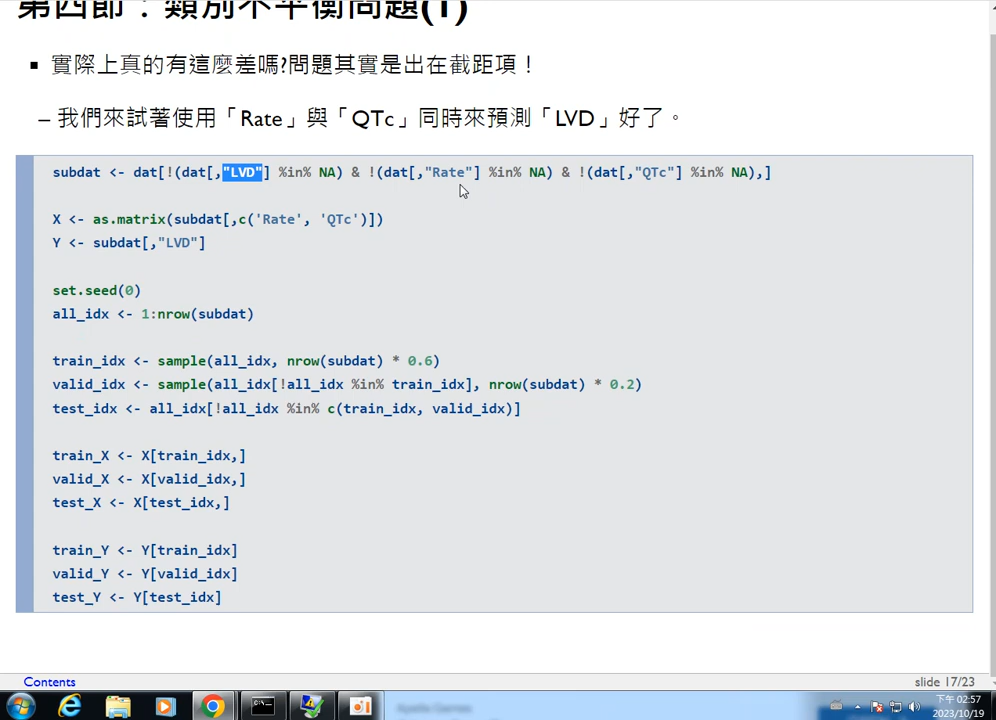 第四節：類別不平衡問題(1)
▪ 實際上真的有這麼差嗎?問題其實是出在截距項！
– 我們來試著使用「Rate」與「QTc」同時來預測「LVD」好了。
subdat <- dat[!(dat[,"LVD"] %in% NA) & !(dat[,"Rate"] %in% NA) & !(dat[,"QTc"] %in% NA),]
X <- as.matrix(subdat[,c('Rate', 'QTc')])
Y <- subdat[,"LVD"]
set.seed(0)
all_idx <- 1:nrow(subdat)
train_idx <- sample(all_idx, nrow(subdat) * 0.6)
valid_idx <- sample(all_idx[!all_idx %in% train_idx], nrow(subdat) * 0.2)
test_idx <- all_idx[!all_idx %in% c(train_idx, valid_idx)]
train_X <- X[train_idx,]
valid_X <- X[valid_idx,]
test_X <- X[test_idx,]
train_Y <- Y[train_idx]
valid_Y <- Y[valid_idx]
test_Y <- Y[test_idx]
Contents
slide 17/23
下午 02:57
2023/10/19